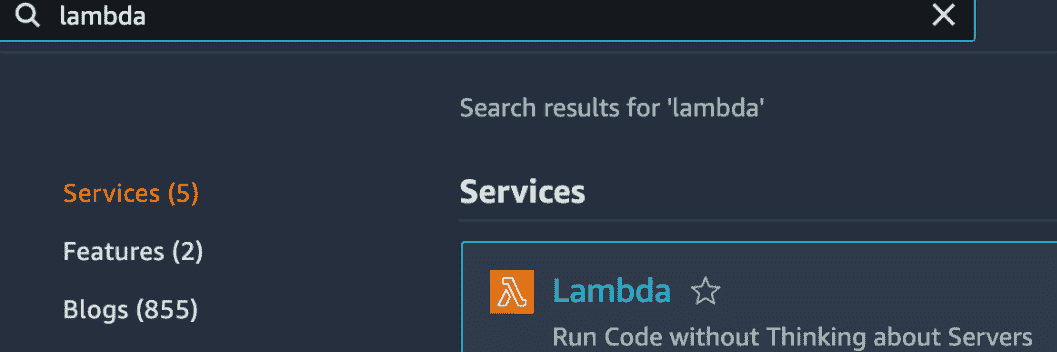 lambda
Search results for 'lambda'
Services (5)
Features (2)
Blogs (855)
Services
Lambda
Run Code without Thinking about Servers